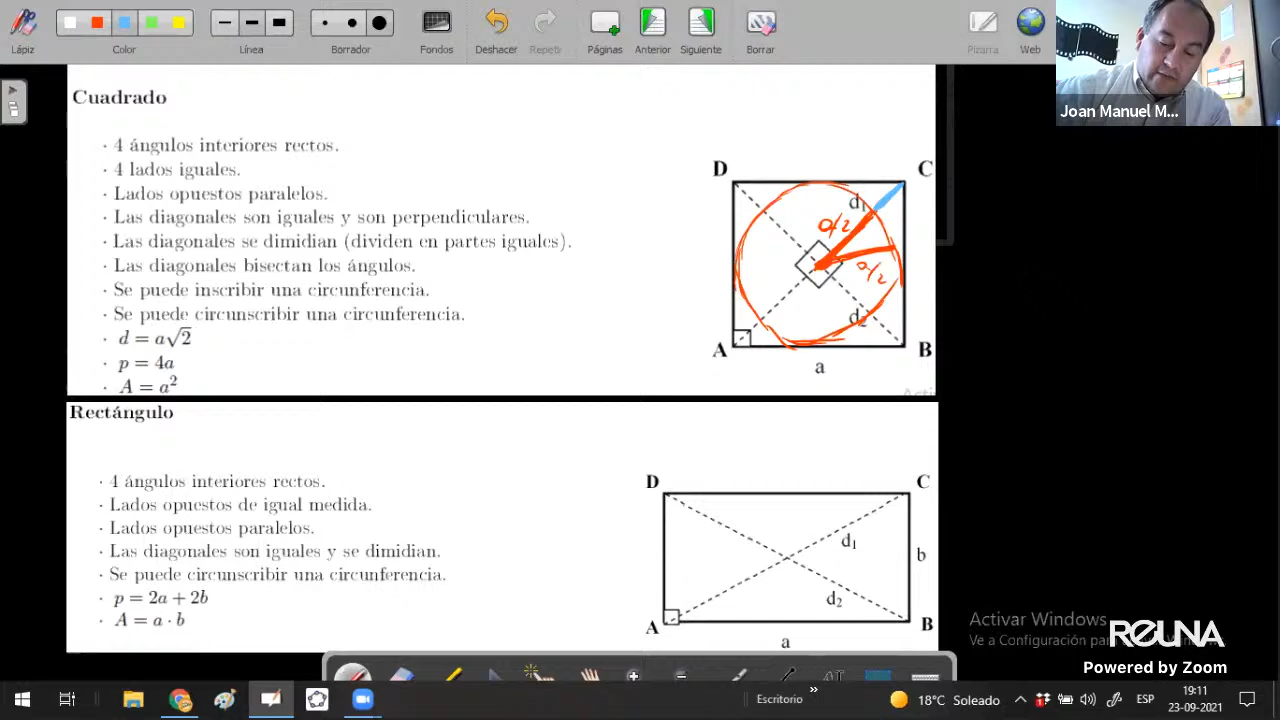 Lápiz
Color
Línea
Borrador
Fondos
Deshacer
Repetir
Páginas
Anterior
Siguiente
Borrar
Pizarra
Web
Joan Manuel M...
Cuadrado
· 4 ángulos interiores rectos.
· 4 lados iguales.
· Lados opuestos paralelos.
· Las diagonales son iguales y son perpendiculares.
· Las diagonales se dimidian (dividen en partes iguales).
· Las diagonales bisectan los ángulos.
· Se puede inscribir una circunferencia.
· Se puede circunscribir una circunferencia.
· d = a√2
· p = 4a
· A = a²
D
C
d₁
a/2
a/2
d₂
A
B
a
Acti
Rectángulo
· 4 ángulos interiores rectos.
· Lados opuestos de igual medida.
· Lados opuestos paralelos.
· Las diagonales son iguales y se dimidian.
· Se puede circunscribir una circunferencia.
· p = 2a + 2b
· A = a · b
D
C
d₁
b
d₂
A
B
a
Activar Windows
Ve a Configuración para
REUNA
Powered by Zoom
Escritorio
»
18°C Soleado
ESP
19:11
23-09-2021